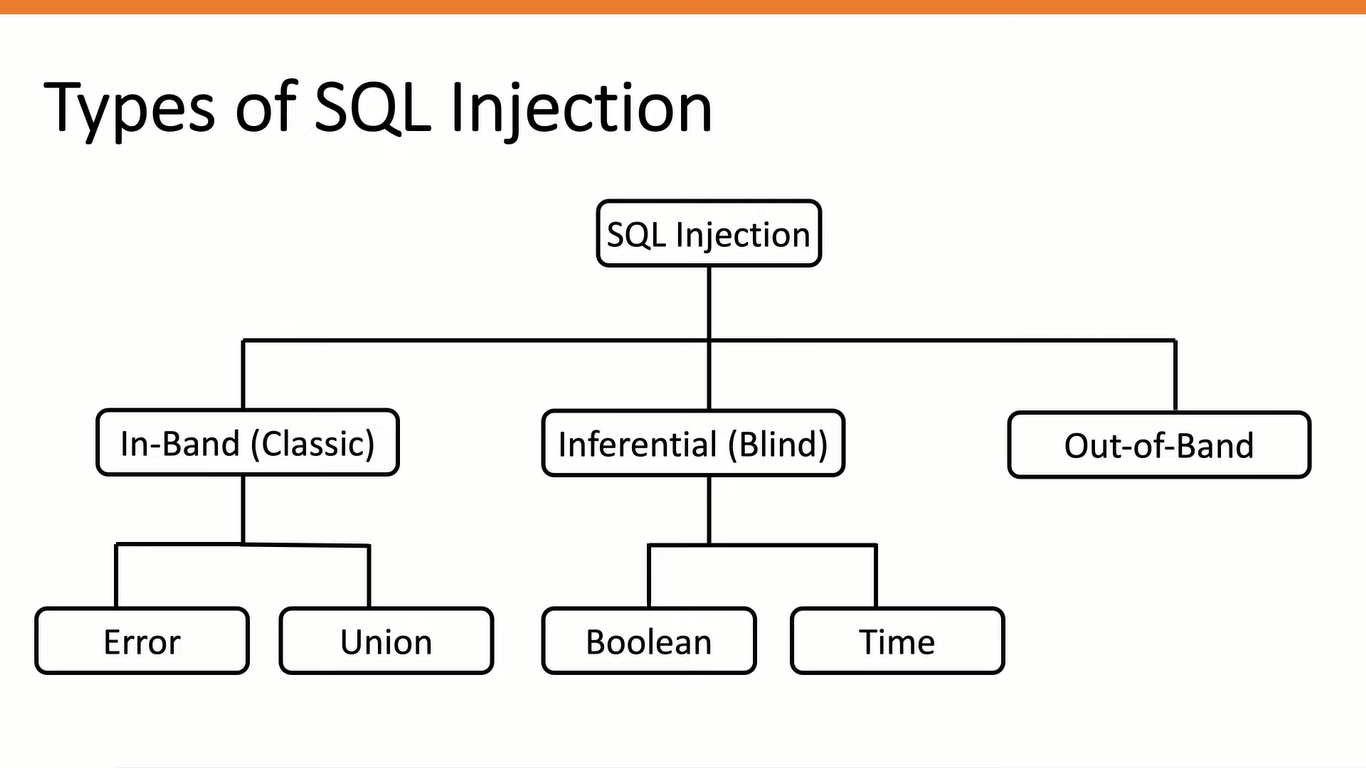 Types of SQL Injection
SQL Injection
In-Band (Classic)
Inferential (Blind)
Out-of-Band
Error
Union
Boolean
Time